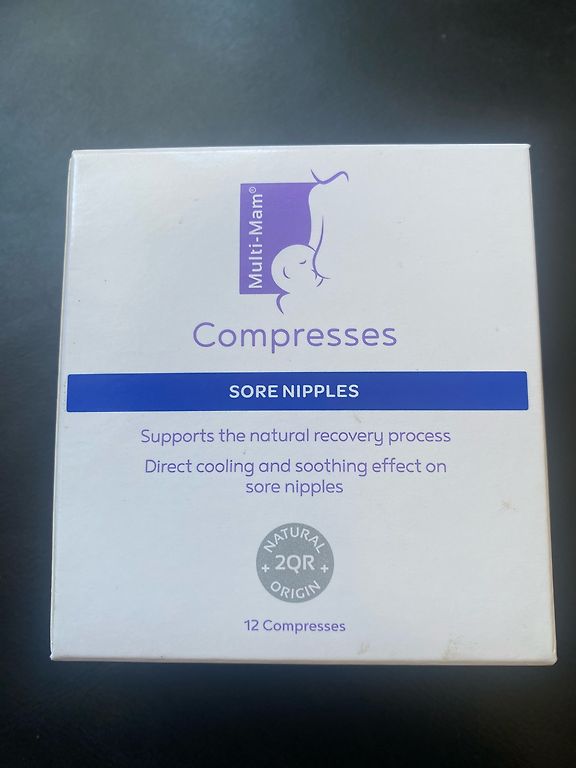 Multi-Mam®
Compresses
SORE NIPPLES
Supports the natural recovery process
Direct cooling and soothing effect on
sore nipples
NATURAL
+ 2QR +
ORIGIN
12 Compresses